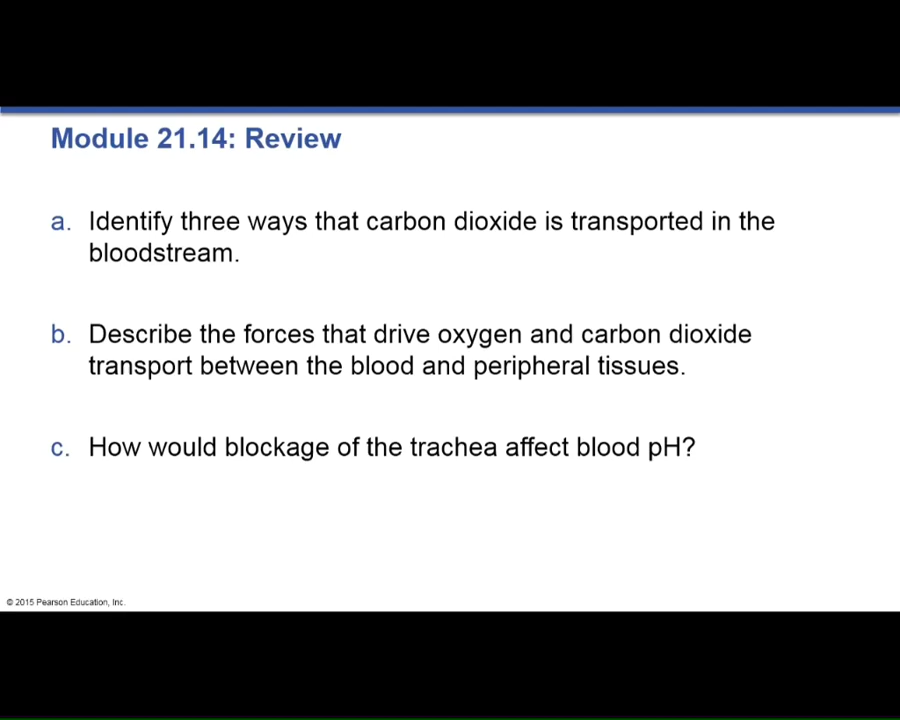 Module 21.14: Review
a. Identify three ways that carbon dioxide is transported in the
bloodstream.
b. Describe the forces that drive oxygen and carbon dioxide
transport between the blood and peripheral tissues.
c. How would blockage of the trachea affect blood pH?
© 2015 Pearson Education, Inc.